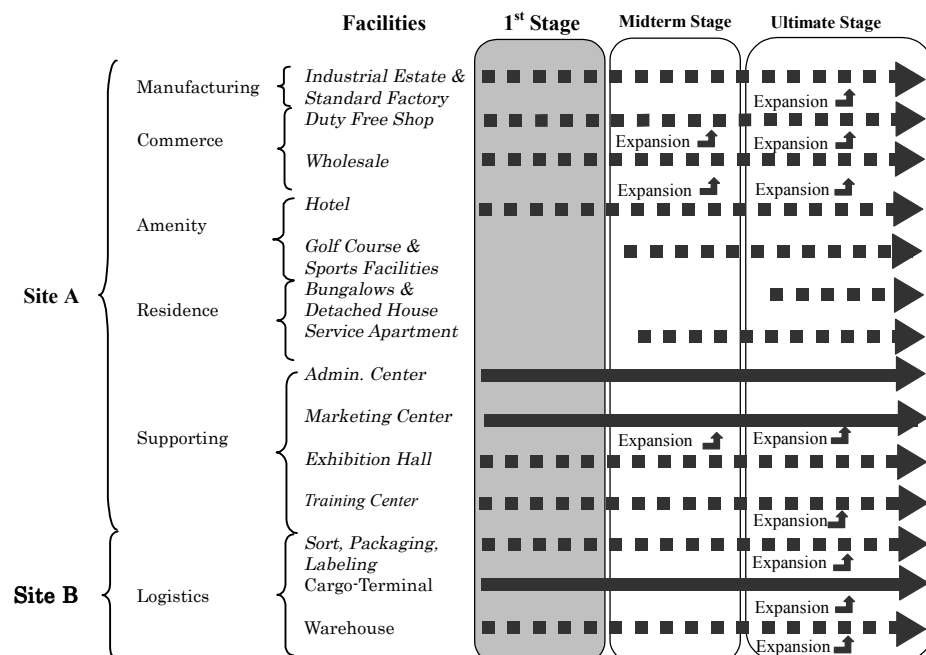 Facilities
1st Stage
Midterm Stage
Ultimate Stage
Site A
Manufacturing
Industrial Estate &
Standard Factory
Expansion
Commerce
Duty Free Shop
Expansion
Expansion
Wholesale
Expansion
Expansion
Amenity
Hotel
Golf Course &
Sports Facilities
Residence
Bungalows &
Detached House
Service Apartment
Supporting
Admin. Center
Marketing Center
Expansion
Expansion
Exhibition Hall
Training Center
Expansion
Site B
Logistics
Sort, Packaging,
Labeling
Expansion
Cargo-Terminal
Expansion
Warehouse
Expansion